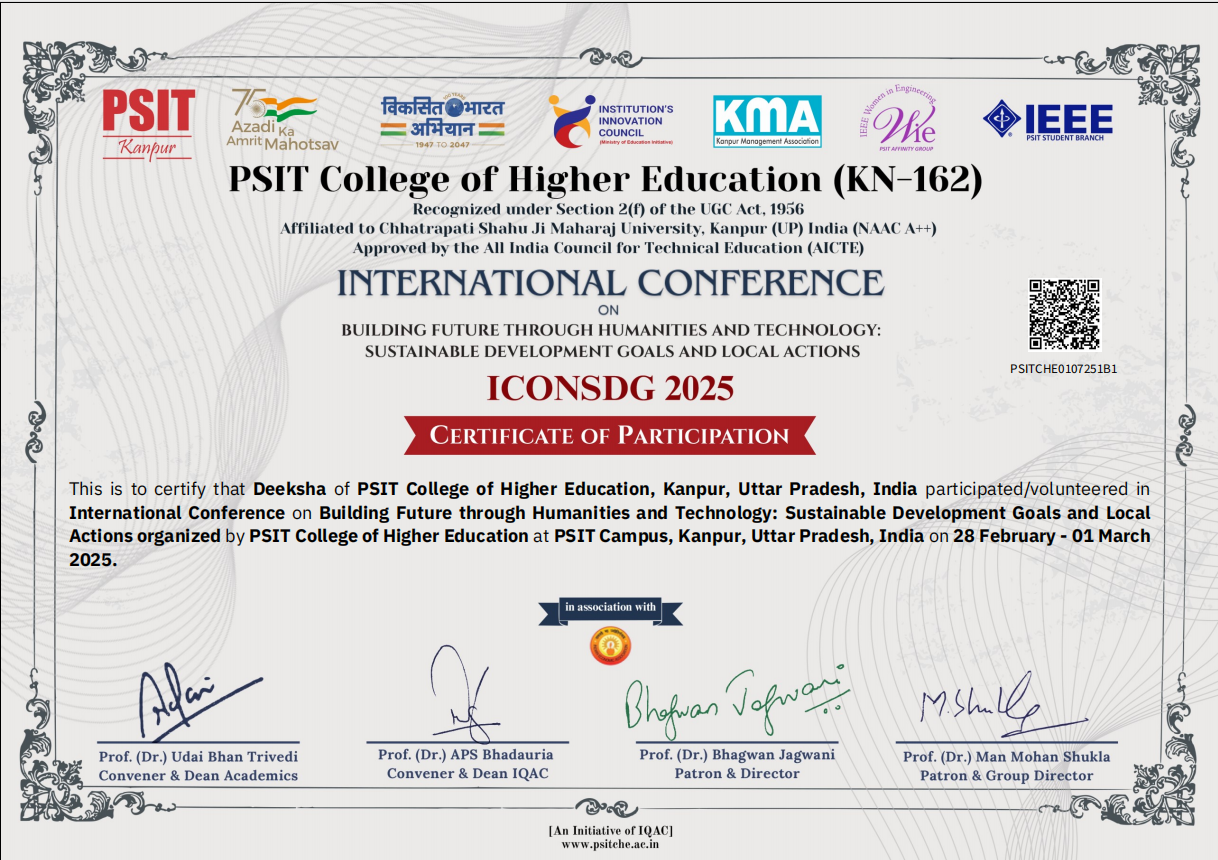 PSIT
Kanpur
75
Azadi Ka
Amrit Mahotsav
विकसित भारत
अभियान
1947 TO 2047
INSTITUTION'S
INNOVATION
COUNCIL
(Ministry of Education Initiative)
KMA
Kanpur Management Association
IEEE Women in Engineering
Wie
PSIT AFFINITY GROUP
IEEE
PSIT STUDENT BRANCH
PSIT College of Higher Education (KN-162)
Recognized under Section 2(f) of the UGC Act, 1956
Affiliated to Chhatrapati Shahu Ji Maharaj University, Kanpur (UP) India (NAAC A++)
Approved by the All India Council for Technical Education (AICTE)
INTERNATIONAL CONFERENCE
ON
BUILDING FUTURE THROUGH HUMANITIES AND TECHNOLOGY:
SUSTAINABLE DEVELOPMENT GOALS AND LOCAL ACTIONS
PSITCHE0107251B1
ICONSDG 2025
CERTIFICATE OF PARTICIPATION
This is to certify that Deeksha of PSIT College of Higher Education, Kanpur, Uttar Pradesh, India participated/volunteered in
International Conference on Building Future through Humanities and Technology: Sustainable Development Goals and Local
Actions organized by PSIT College of Higher Education at PSIT Campus, Kanpur, Uttar Pradesh, India on 28 February - 01 March
2025.
in association with
Bhagwan Jagwani
M.Shukla
Prof. (Dr.) Udai Bhan Trivedi
Convener & Dean Academics
Prof. (Dr.) APS Bhadauria
Convener & Dean IQAC
Prof. (Dr.) Bhagwan Jagwani
Patron & Director
Prof. (Dr.) Man Mohan Shukla
Patron & Group Director
[An Initiative of IQAC]
www.psitche.ac.in